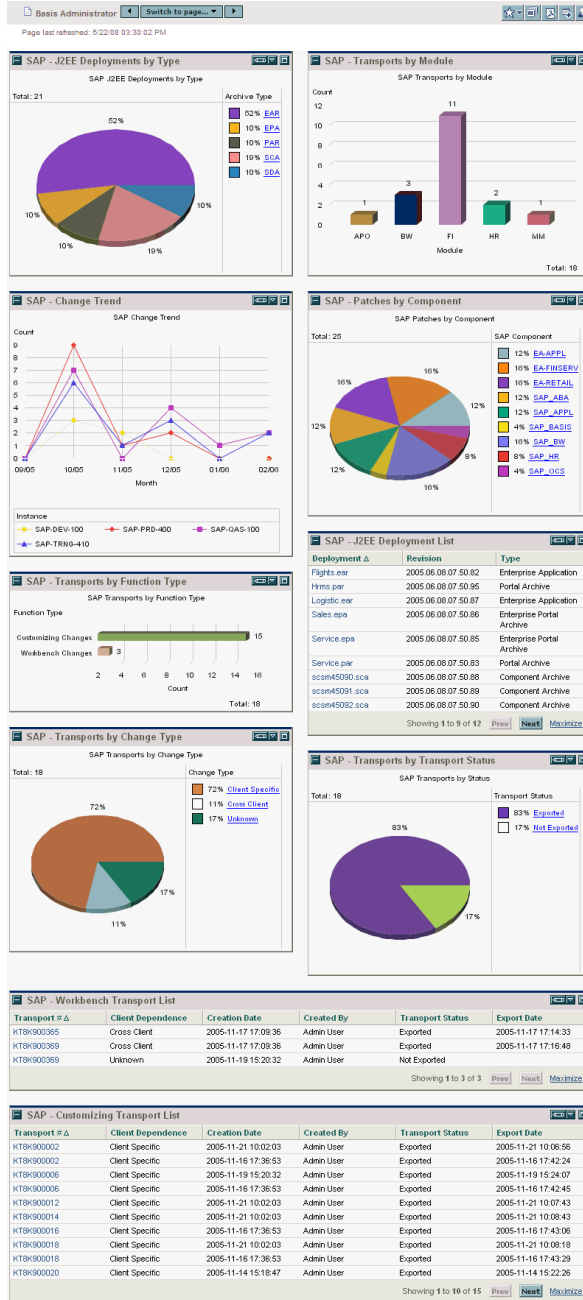 Basis Administrator Switch to page...
Page last refreshed: 5/22/08 03:30:02 PM
SAP - J2EE Deployments by Type
SAP J2EE Deployments by Type
Total: 21
Archive Type
52% EAR
10% EPA
10% PAR
19% SCA
10% SDA
52%
10%
10%
10%
19%
SAP - Transports by Module
SAP Transports by Module
Count
12
10
8
6
4
2
0
1
3
11
2
1
APO BW FI HR MM
Module
Total: 18
SAP - Change Trend
SAP Change Trend
Count
9
8
7
6
5
4
3
2
1
0
09/05 10/05 11/05 12/05 01/06 02/06
Month
Instance
SAP-DEV-100 SAP-PRD-400 SAP-QAS-100
SAP-TRNG-410
SAP - Patches by Component
SAP Patches by Component
Total: 25
SAP Component
12% EA-APPL
16% EA-FINSERV
16% EA-RETAIL
12% SAP_ABA
12% SAP_APPL
4% SAP_BASIS
16% SAP_BW
8% SAP_HR
4% SAP_OCS
16%
16%
12%
12%
8%
12%
16%
SAP - Transports by Function Type
SAP Transports by Function Type
Function Type
Customizing Changes 15
Workbench Changes 3
2 4 6 8 10 12 14 16
Count
Total: 18
SAP - J2EE Deployment List
Deployment Δ Revision Type
Flights.ear 2005.06.08.07.50.82 Enterprise Application
Hrms.par 2005.06.08.07.50.95 Portal Archive
Logistic.ear 2005.06.08.07.50.87 Enterprise Application
Sales.epa 2005.06.08.07.50.86 Enterprise Portal
Archive
Service.epa 2005.06.08.07.50.85 Enterprise Portal
Archive
Service.par 2005.06.08.07.50.83 Portal Archive
scsm45090.sca 2005.06.08.07.50.88 Component Archive
scsm45091.sca 2005.06.08.07.50.89 Component Archive
scsm45092.sca 2005.06.08.07.50.90 Component Archive
Showing 1 to 9 of 12 Prev Next Maximize
SAP - Transports by Change Type
SAP Transports by Change Type
Total: 18
Change Type
72% Client Specific
11% Cross Client
17% Unknown
72%
17%
11%
SAP - Transports by Transport Status
SAP Transports by Status
Total: 18
Transport Status
83% Exported
17% Not Exported
83%
17%
SAP - Workbench Transport List
Transport # Δ Client Dependence Creation Date Created By Transport Status Export Date
KT8K900365 Cross Client 2005-11-17 17:09:36 Admin User Exported 2005-11-17 17:14:33
KT8K900369 Cross Client 2005-11-17 17:09:36 Admin User Exported 2005-11-17 17:16:48
KT8K900369 Unknown 2005-11-19 15:20:32 Admin User Not Exported
Showing 1 to 3 of 3 Prev Next Maximize
SAP - Customizing Transport List
Transport # Δ Client Dependence Creation Date Created By Transport Status Export Date
KT8K900002 Client Specific 2005-11-21 10:02:03 Admin User Exported 2005-11-21 10:06:56
KT8K900002 Client Specific 2005-11-16 17:36:53 Admin User Exported 2005-11-16 17:42:24
KT8K900006 Client Specific 2005-11-19 15:20:32 Admin User Exported 2005-11-19 15:24:07
KT8K900006 Client Specific 2005-11-16 17:36:53 Admin User Exported 2005-11-16 17:42:45
KT8K900012 Client Specific 2005-11-21 10:02:03 Admin User Exported 2005-11-21 10:07:43
KT8K900014 Client Specific 2005-11-21 10:02:03 Admin User Exported 2005-11-21 10:08:43
KT8K900016 Client Specific 2005-11-16 17:36:53 Admin User Exported 2005-11-16 17:43:06
KT8K900018 Client Specific 2005-11-21 10:02:03 Admin User Exported 2005-11-21 10:08:18
KT8K900018 Client Specific 2005-11-16 17:36:53 Admin User Exported 2005-11-16 17:43:29
KT8K900020 Client Specific 2005-11-14 15:18:47 Admin User Exported 2005-11-14 15:22:26
Showing 1 to 10 of 15 Prev Next Maximize